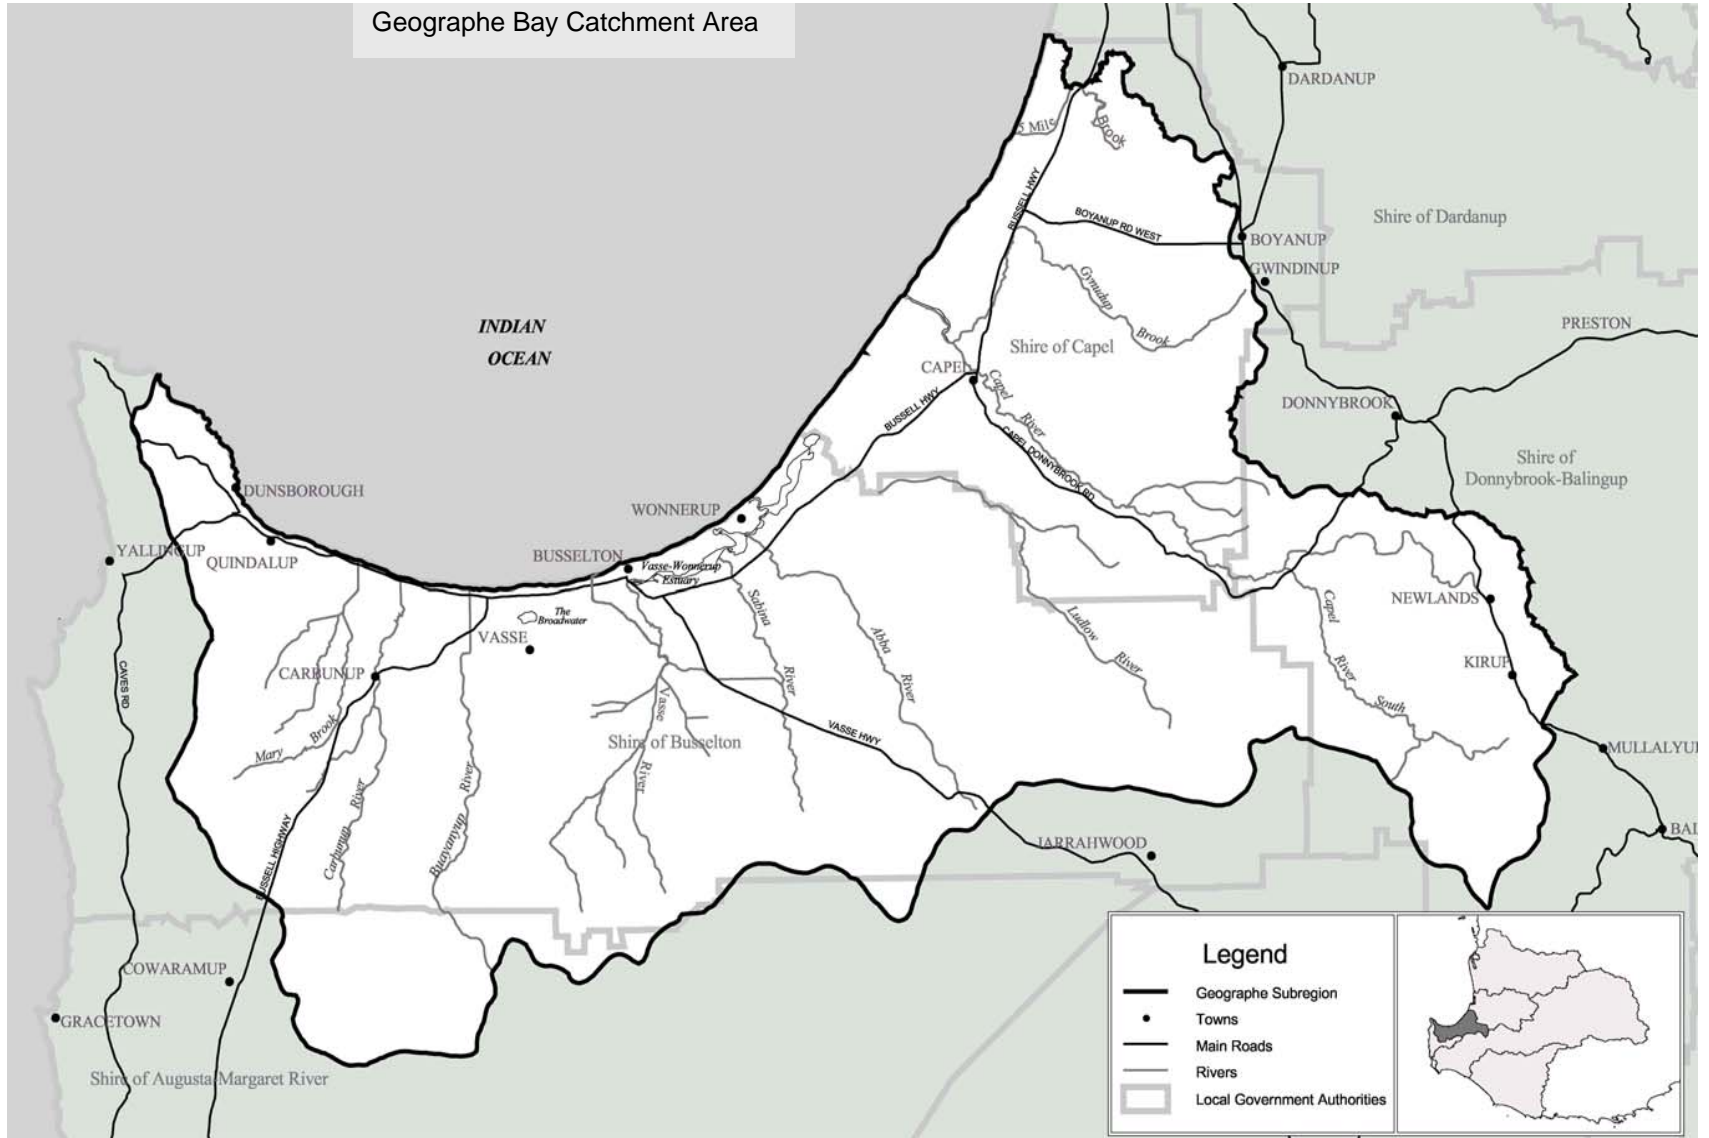 Geographe Bay Catchment Area
DARDANUP
5 Mile
Brook
BUSSELL HWY
BOYANUP RD WEST
Shire of Dardanup
BOYANUP
GWINDINUP
Gynudup
Brook
INDIAN
OCEAN
PRESTON
Shire of Capel
CAPEL
Capel
River
BUSSELL HWY
CAPEL DONNYBROOK RD
DONNYBROOK
Shire of
Donnybrook-Balingup
DUNSBOROUGH
WONNERUP
YALLINGUP
QUINDALUP
BUSSELTON
Vasse-Wonnerup
Estuary
The
Broadwater
VASSE
Sabina
River
Abba
River
Ludlow
River
NEWLANDS
Capel
River
South
KIRUP
CARBUNUP
CAVES RD
Mary
Brook
Vasse
River
Shire of Busselton
VASSE HWY
MULLALYUP
Carbunup
River
Buayanyup
River
BUSSELL HIGHWAY
JARRAHWOOD
BAL
COWARAMUP
GRACETOWN
Shire of Augusta Margaret River
Legend
Geographe Subregion
Towns
Main Roads
Rivers
Local Government Authorities